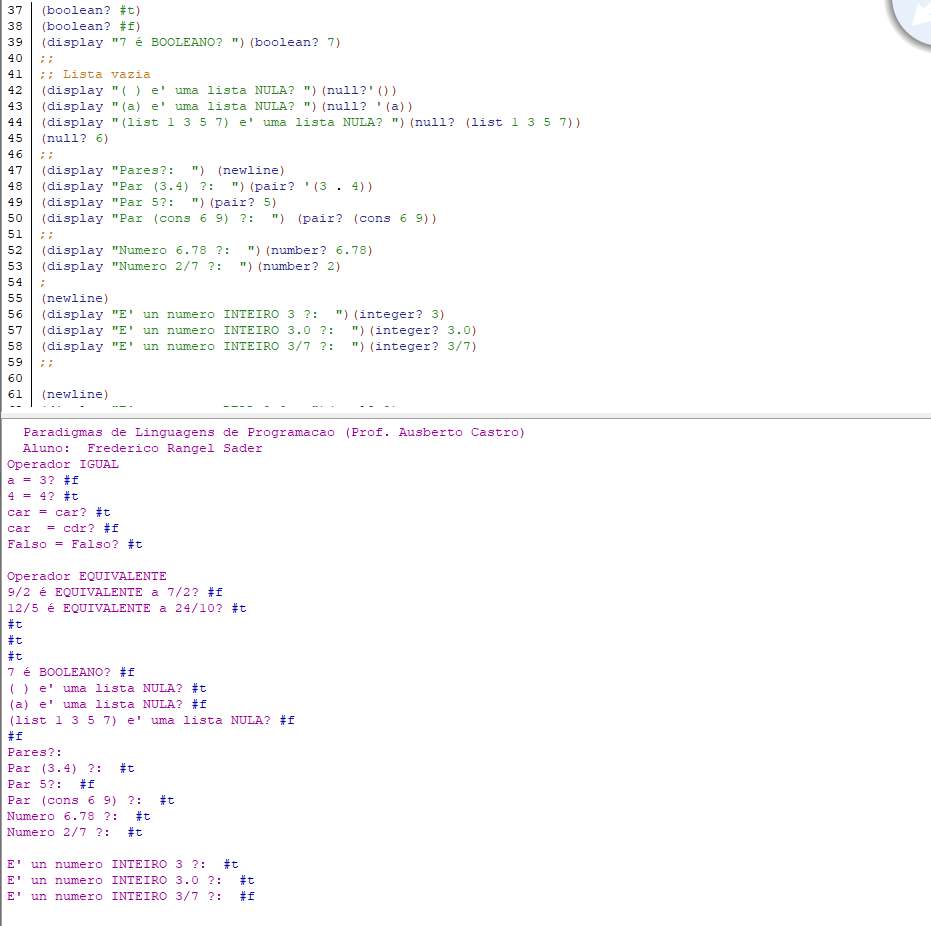 37 (boolean? #t)
38 (boolean? #f)
39 (display "7 é BOOLEANO? ")(boolean? 7)
40 ;;
41 ;; Lista vazia
42 (display "( ) e' uma lista NULA? ")(null?'())
43 (display "(a) e' uma lista NULA? ")(null? '(a))
44 (display "(list 1 3 5 7) e' uma lista NULA? ")(null? (list 1 3 5 7))
45 (null? 6)
46 ;;
47 (display "Pares?:  ") (newline)
48 (display "Par (3.4) ?:  ")(pair? '(3 . 4))
49 (display "Par 5?:  ")(pair? 5)
50 (display "Par (cons 6 9) ?:  ") (pair? (cons 6 9))
51 ;;
52 (display "Numero 6.78 ?:  ")(number? 6.78)
53 (display "Numero 2/7 ?:  ")(number? 2)
54 ;
55 (newline)
56 (display "E' un numero INTEIRO 3 ?:  ")(integer? 3)
57 (display "E' un numero INTEIRO 3.0 ?:  ")(integer? 3.0)
58 (display "E' un numero INTEIRO 3/7 ?:  ")(integer? 3/7)
59 ;;
60
61 (newline)
Paradigmas de Linguagens de Programacao (Prof. Ausberto Castro)
Aluno:  Frederico Rangel Sader
Operador IGUAL
a = 3? #f
4 = 4? #t
car = car? #t
car  = cdr? #f
Falso = Falso? #t
Operador EQUIVALENTE
9/2 é EQUIVALENTE a 7/2? #f
12/5 é EQUIVALENTE a 24/10? #t
#t
#t
#t
7 é BOOLEANO? #f
( ) e' uma lista NULA? #t
(a) e' uma lista NULA? #f
(list 1 3 5 7) e' uma lista NULA? #f
#f
Pares?:
Par (3.4) ?:  #t
Par 5?:  #f
Par (cons 6 9) ?:  #t
Numero 6.78 ?:  #t
Numero 2/7 ?:  #t
E' un numero INTEIRO 3 ?:  #t
E' un numero INTEIRO 3.0 ?:  #t
E' un numero INTEIRO 3/7 ?:  #f